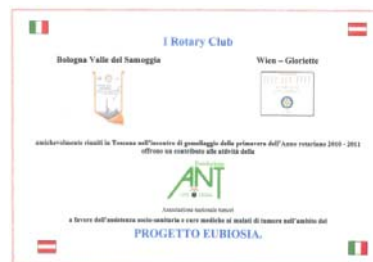 I Rotary Club
Bologna Valle del Samoggia
Wien – Gloriette
amichevolmente riuniti in Toscana nell'incontro di gemellaggio della primavera dell'Anno rotariano 2010 - 2011
offrono un contributo alle attività della
Fondazione
ANT
Associazione nazionale tumori
a favore dell'assistenza socio-sanitaria e cure mediche ai malati di tumore nell'ambito del
PROGETTO EUBIOSIA.